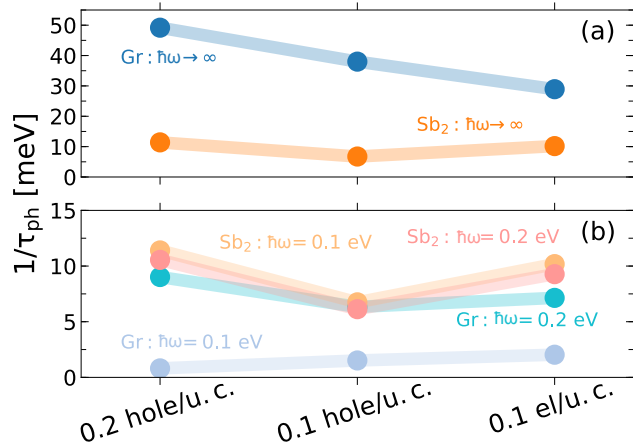 50
40
30
20
10
0
(a)
Gr : ℏω→ ∞
Sb₂ : ℏω→ ∞
1/τₚₕ [meV]
15
10
5
0
(b)
Sb₂ : ℏω= 0.1 eV
Sb₂ : ℏω= 0.2 eV
Gr : ℏω= 0.2 eV
Gr : ℏω= 0.1 eV
0.2 hole/u. c.
0.1 hole/u. c.
0.1 el/u. c.